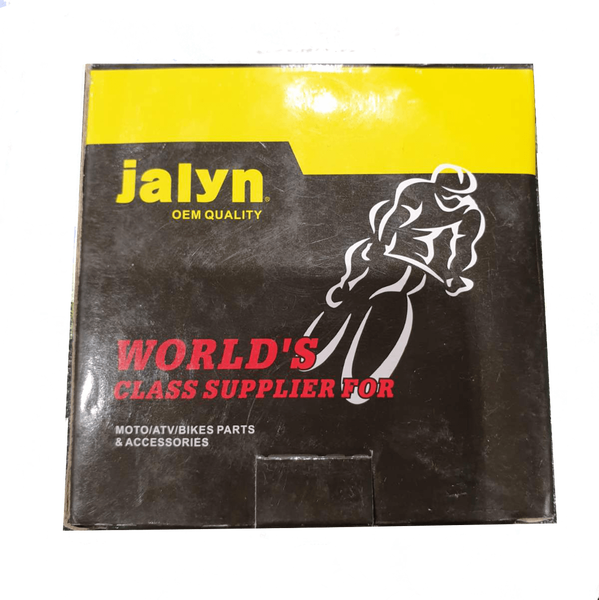 jalyn®
OEM QUALITY
WORLD'S
CLASS SUPPLIER FOR
MOTO/ATV/BIKES PARTS
& ACCESSORIES